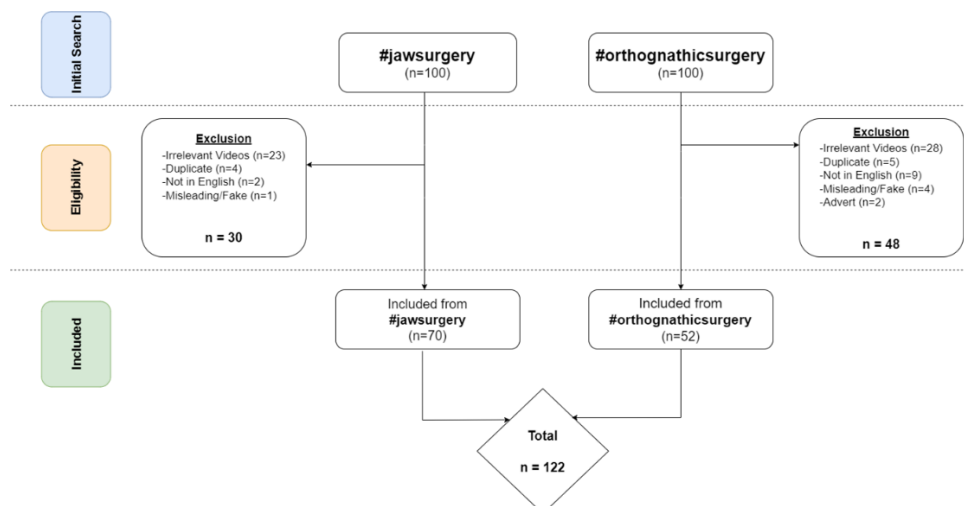 Initial Search
#jawsurgery
(n=100)
#orthognathicsurgery
(n=100)
Eligibility
Exclusion
-Irrelevant Videos (n=23)
-Duplicate (n=4)
-Not in English (n=2)
-Misleading/Fake (n=1)
n = 30
Exclusion
-Irrelevant Videos (n=28)
-Duplicate (n=5)
-Not in English (n=9)
-Misleading/Fake (n=4)
-Advert (n=2)
n = 48
Included
Included from
#jawsurgery
(n=70)
Included from
#orthognathicsurgery
(n=52)
Total
n = 122